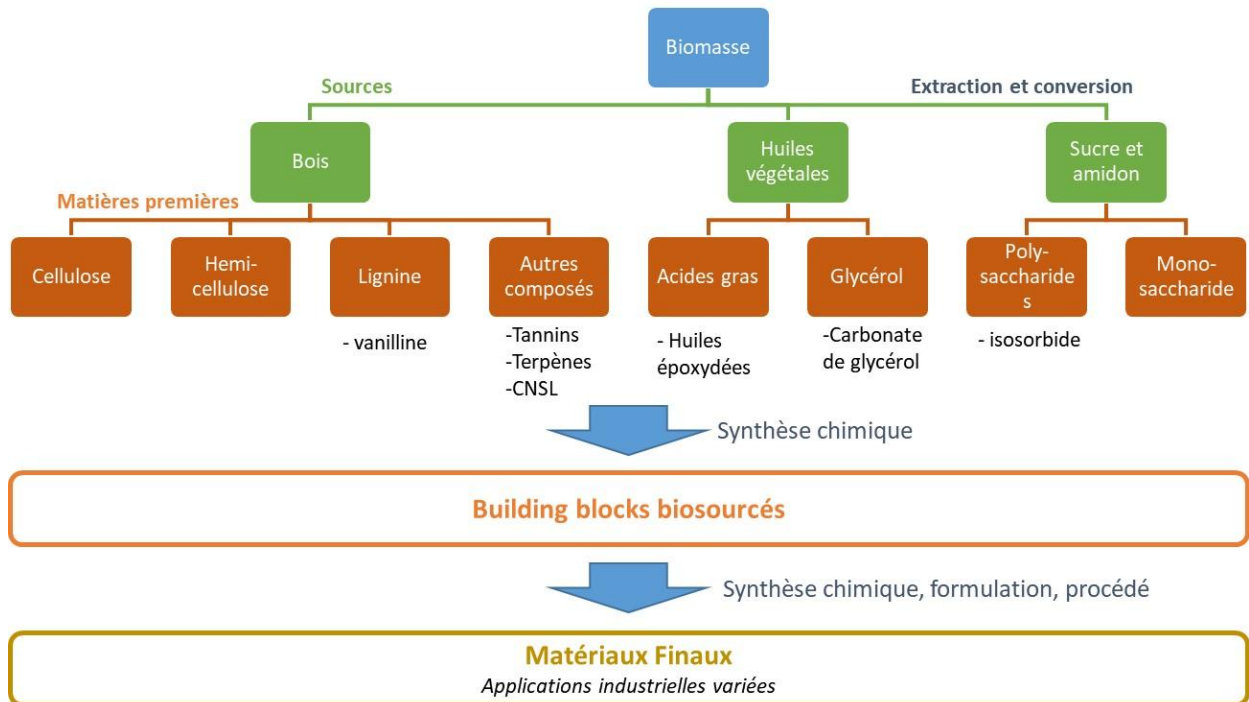 Biomasse
Sources
Extraction et conversion
Bois
Huiles
végétales
Sucre et
amidon
Matières premières
Cellulose
Hemi-
cellulose
Lignine
Autres
composés
Acides gras
Glycérol
Poly-
saccharide
s
Mono-
saccharide
- vanilline
-Tannins
-Terpènes
-CNSL
- Huiles
époxydées
-Carbonate
de glycérol
- isosorbide
Synthèse chimique
Building blocks biosourcés
Synthèse chimique, formulation, procédé
Matériaux Finaux
Applications industrielles variées